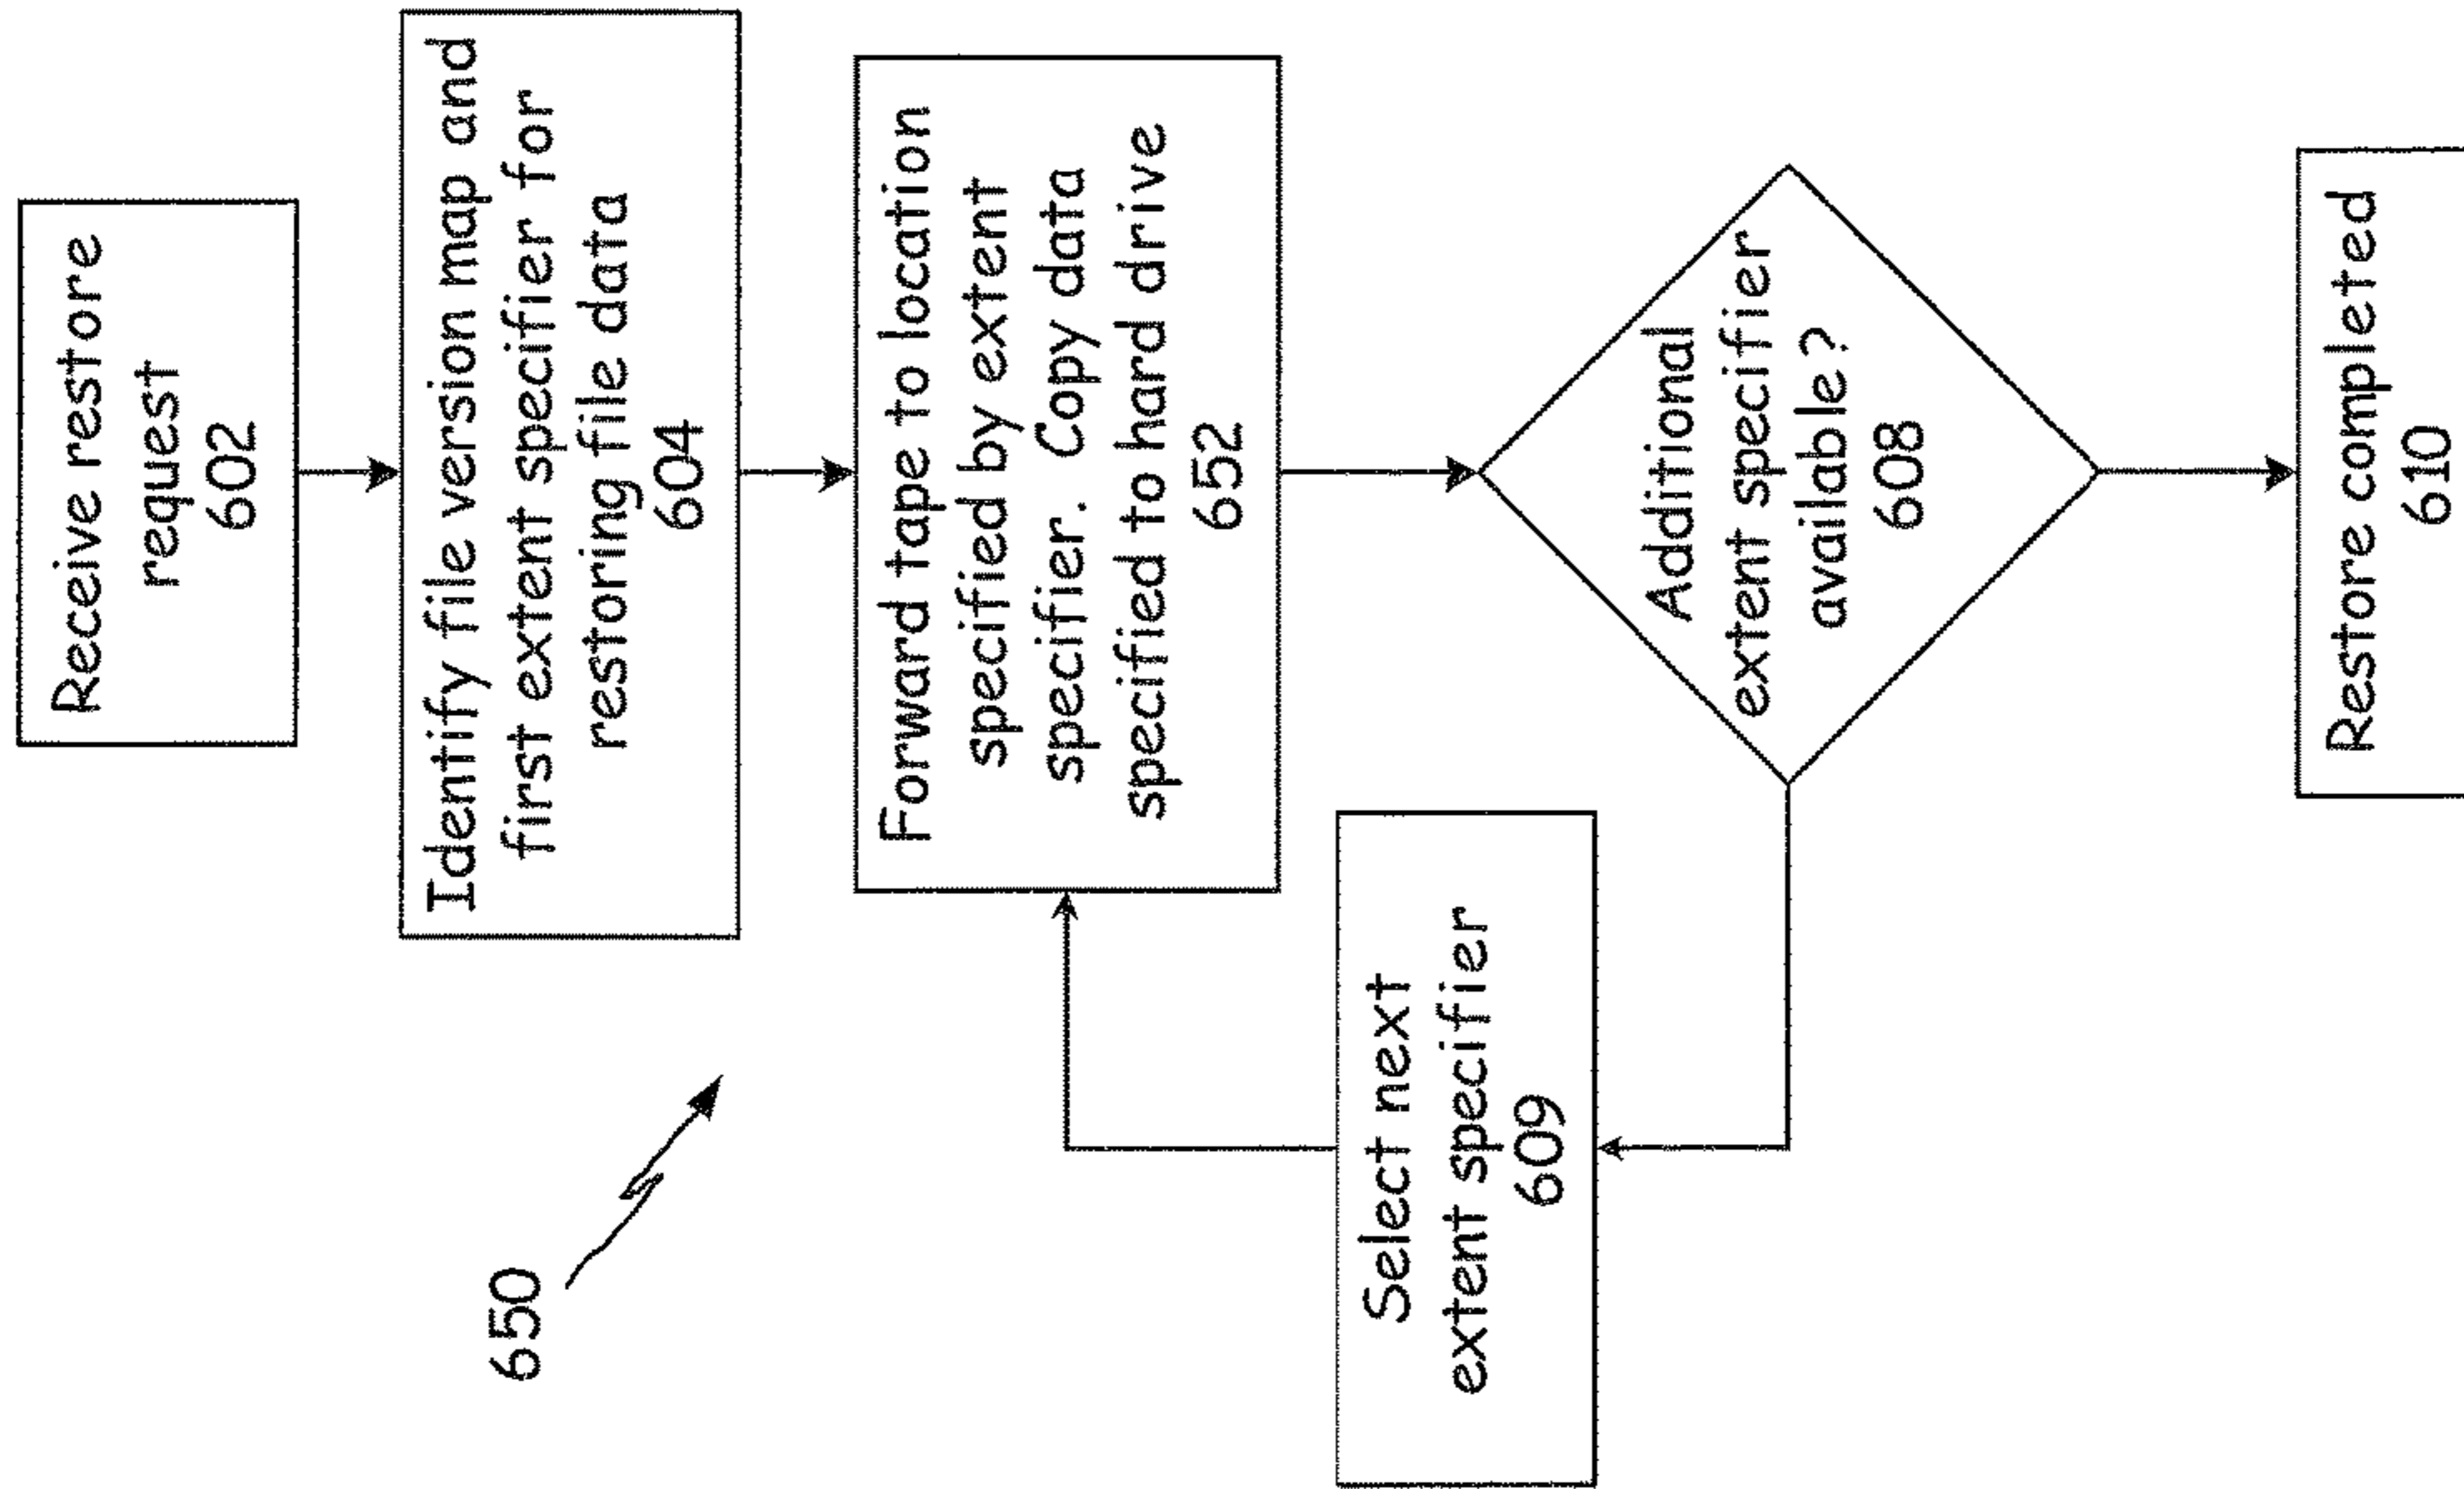 Receive restore
request
602
Identify file version map and
first extent specifier for
restoring file data
604
650
Forward tape to location
specified by extent
specifier. Copy data
specified to hard drive
652
Select next
extent specifier
609
Additional
extent specifier
available?
608
Restore completed
610